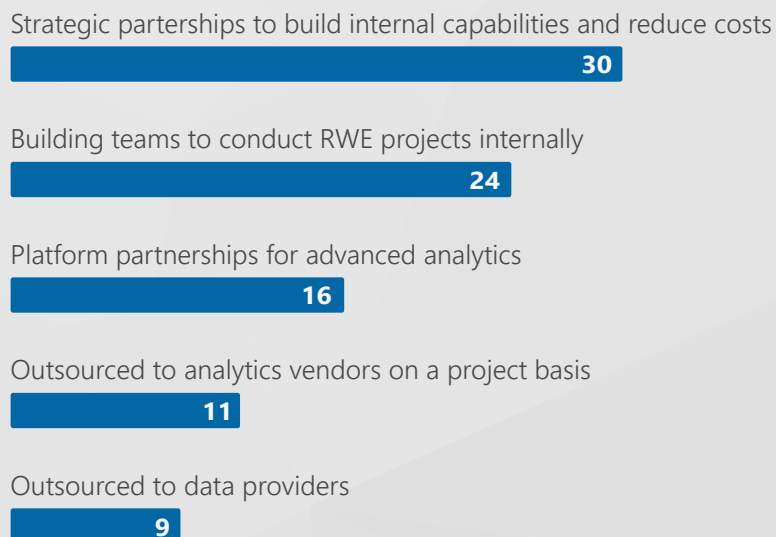 Strategic parterships to build internal capabilities and reduce costs
30
Building teams to conduct RWE projects internally
24
Platform partnerships for advanced analytics
16
Outsourced to analytics vendors on a project basis
11
Outsourced to data providers
9